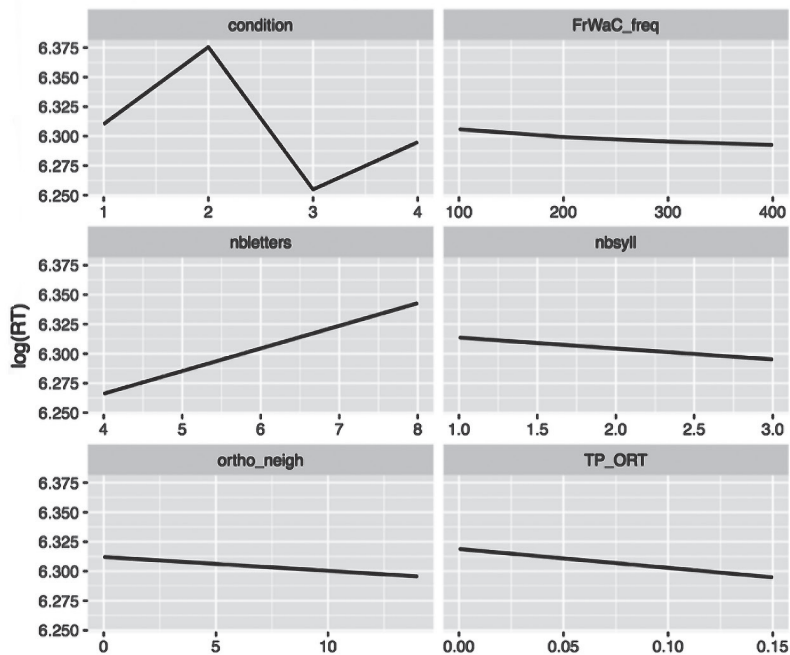 condition FrWaC_freq
6.375
6.350
6.325
6.300
6.275
6.250
1 2 3 4 100 200 300 400
nbletters nbsyll
6.375
6.350
6.325
6.300
6.275
6.250
4 5 6 7 8 1.0 1.5 2.0 2.5 3.0
log(RT)
ortho_neigh TP_ORT
6.375
6.350
6.325
6.300
6.275
6.250
0 5 10 0.00 0.05 0.10 0.15